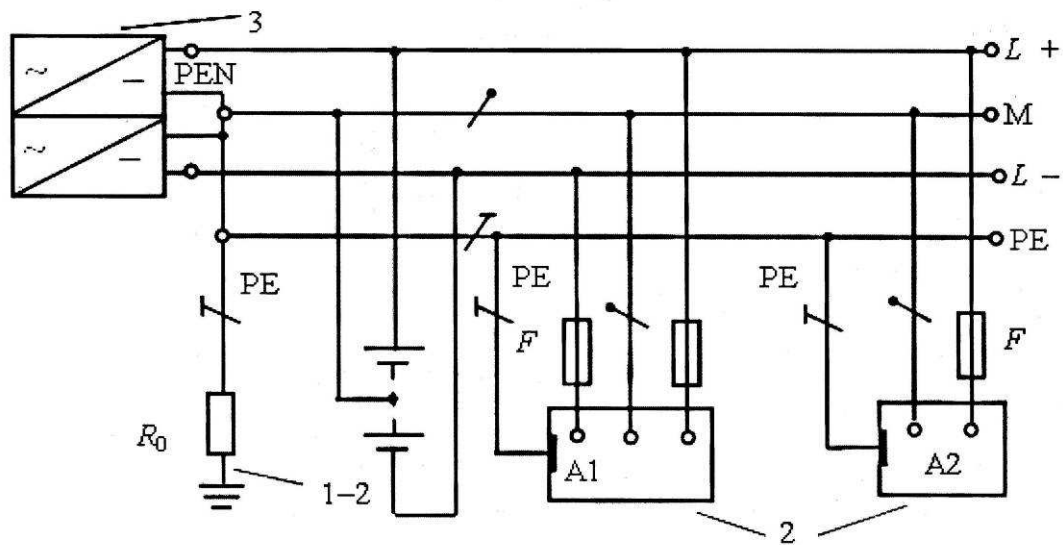 3
~
–
PEN
~
–
L +
M
L –
PE
PE
PE
PE
F
F
R0
A1
A2
1–2
2